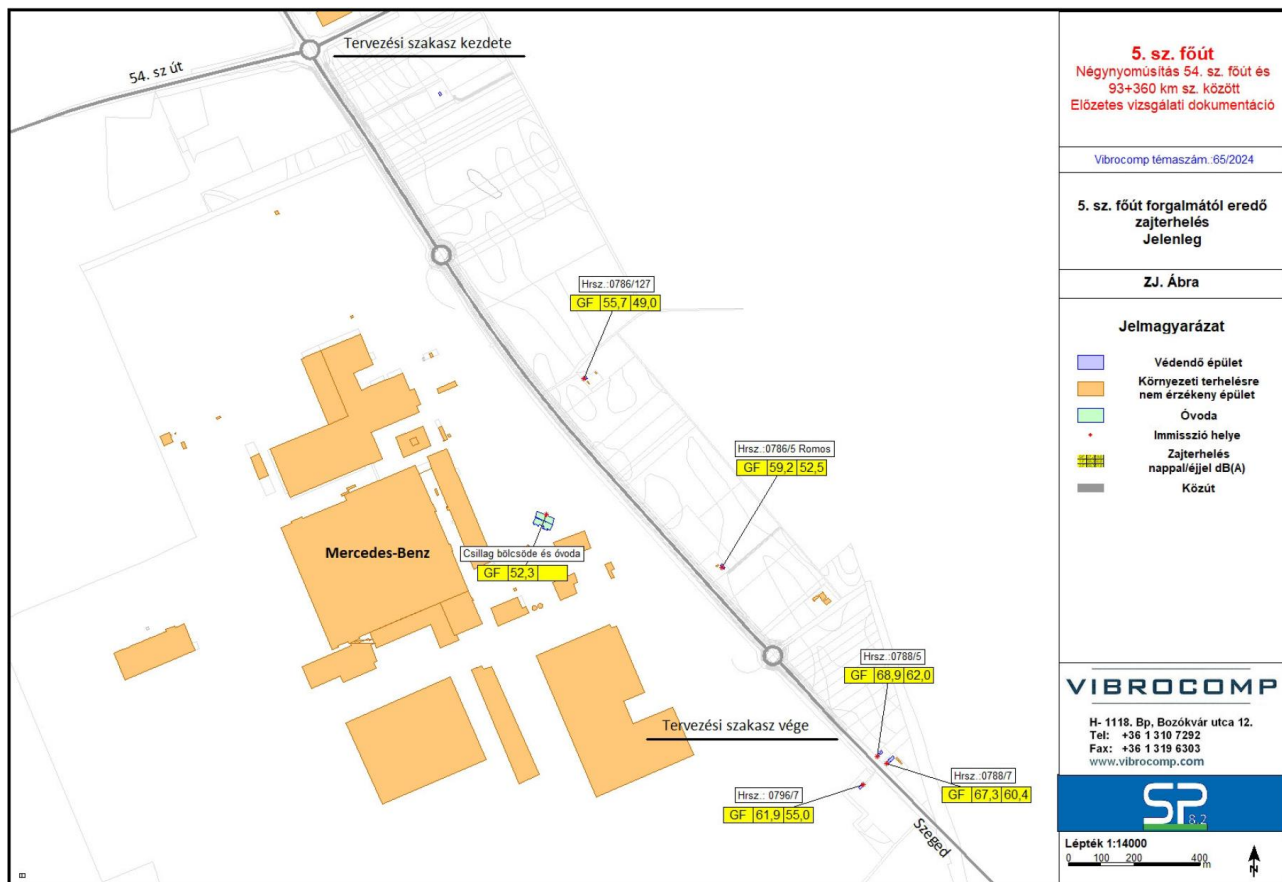 Tervezési szakasz kezdete
54. sz út
Hrsz.:0786/127
GF 55,7 49,0
Hrsz.:0786/5 Romos
GF 59,2 52,5
Mercedes-Benz
Csillag bölcsőde és óvoda
GF 52,3
Hrsz.:0788/5
GF 68,9 62,0
Tervezési szakasz vége
Hrsz.:0788/7
GF 67,3 60,4
Hrsz.: 0796/7
GF 61,9 55,0
Szeged
5. sz. főút
Négynyomúsítás 54. sz. főút és
93+360 km sz. között
Előzetes vizsgálati dokumentáció
Vibrocomp témaszám.:65/2024
5. sz. főút forgalmától eredő
zajterhelés
Jelenleg
ZJ. Ábra
Jelmagyarázat
Védendő épület
Környezeti terhelésre
nem érzékeny épület
Óvoda
Immisszió helye
Zajterhelés
nappal/éjjel dB(A)
Közút
VIBROCOMP
H- 1118. Bp, Bozókvár utca 12.
Tel: +36 1 310 7292
Fax: +36 1 319 6303
www.vibrocomp.com
SP
8.2
Lépték 1:14000
0 100 200 400
m
N